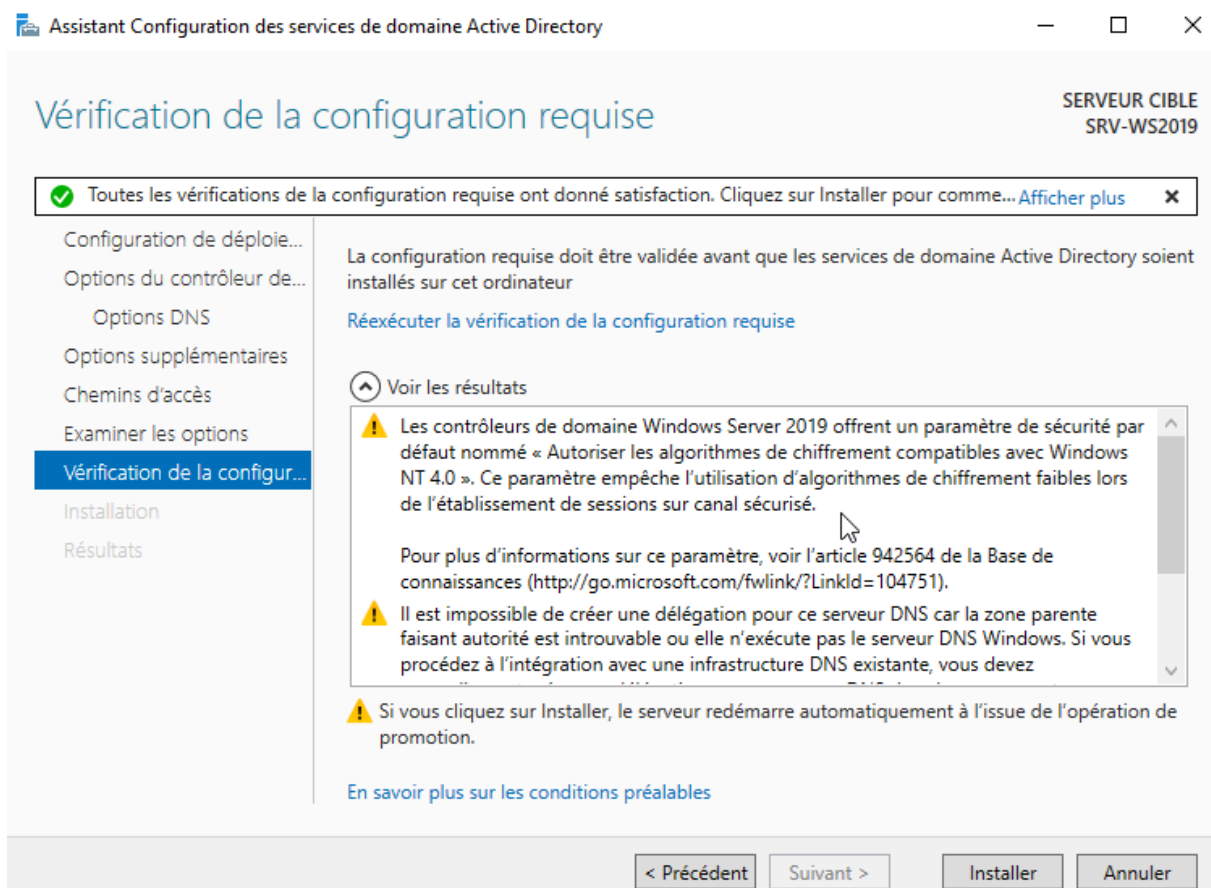 Assistant Configuration des services de domaine Active Directory
Vérification de la configuration requise
SERVEUR CIBLE
SRV-WS2019
Toutes les vérifications de la configuration requise ont donné satisfaction. Cliquez sur Installer pour comme... Afficher plus
Configuration de déploie...
Options du contrôleur de...
Options DNS
Options supplémentaires
Chemins d'accès
Examiner les options
Vérification de la configur...
Installation
Résultats
La configuration requise doit être validée avant que les services de domaine Active Directory soient
installés sur cet ordinateur
Réexécuter la vérification de la configuration requise
Voir les résultats
Les contrôleurs de domaine Windows Server 2019 offrent un paramètre de sécurité par
défaut nommé « Autoriser les algorithmes de chiffrement compatibles avec Windows
NT 4.0 ». Ce paramètre empêche l'utilisation d'algorithmes de chiffrement faibles lors
de l'établissement de sessions sur canal sécurisé.
Pour plus d'informations sur ce paramètre, voir l'article 942564 de la Base de
connaissances (http://go.microsoft.com/fwlink/?LinkId=104751).
Il est impossible de créer une délégation pour ce serveur DNS car la zone parente
faisant autorité est introuvable ou elle n'exécute pas le serveur DNS Windows. Si vous
procédez à l'intégration avec une infrastructure DNS existante, vous devez
Si vous cliquez sur Installer, le serveur redémarre automatiquement à l'issue de l'opération de
promotion.
En savoir plus sur les conditions préalables
< Précédent
Suivant >
Installer
Annuler